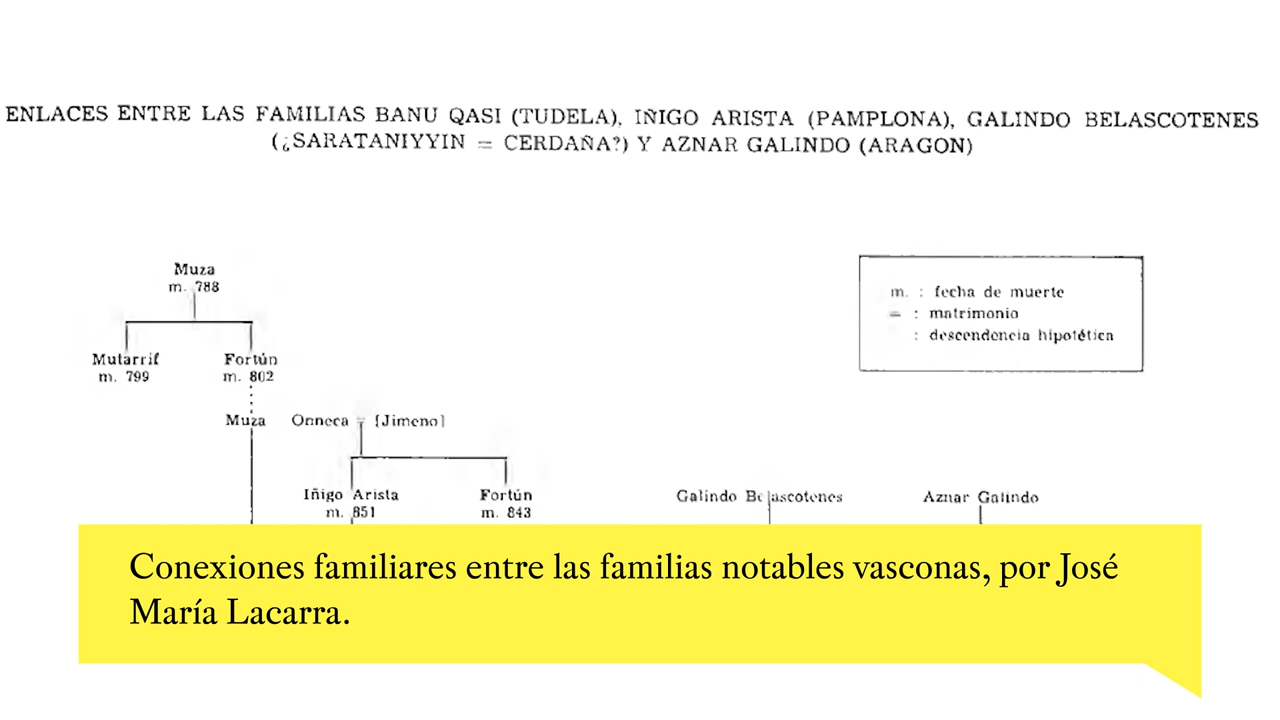 ENLACES ENTRE LAS FAMILIAS BANU QASI (TUDELA), IÑIGO ARISTA (PAMPLONA), GALINDO BELASCOTENES
(¿SARATANIYYIN = CERDAÑA?) Y AZNAR GALINDO (ARAGON)
Muza
m. 788
m. : fecha de muerte
= : matrimonio
: descendencia hipotética
Mutarrif
m. 799
Fortún
m. 802
Muza
Onneca = [Jimeno]
Iñigo Arista
m. 851
Fortún
m. 843
Galindo Belascotenes
Aznar Galindo
Conexiones familiares entre las familias notables vasconas, por José
María Lacarra.